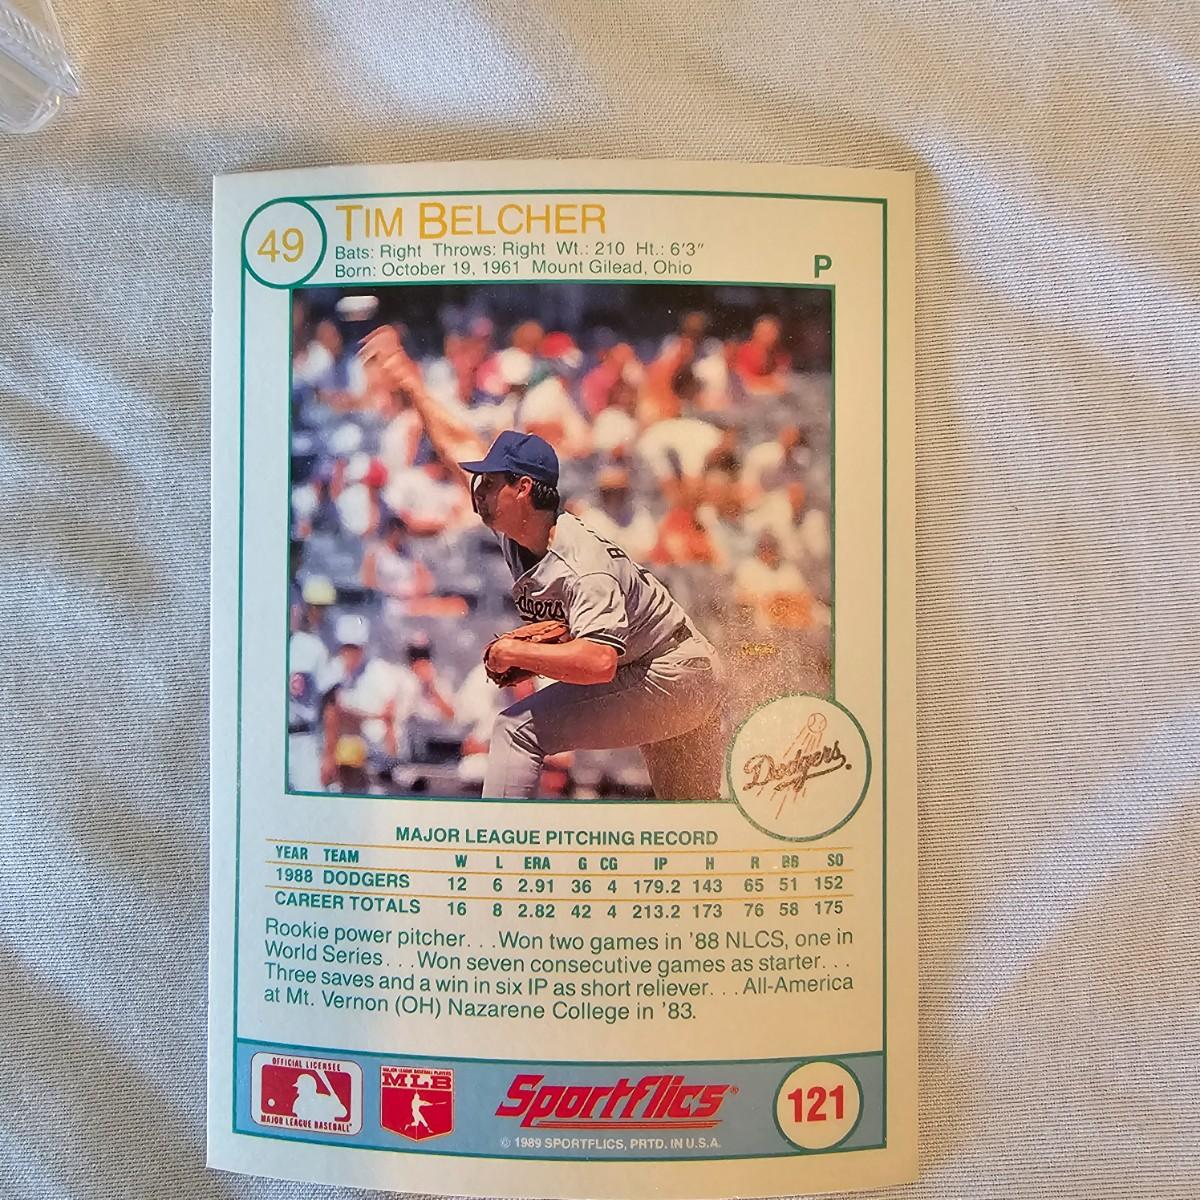 49
TIM BELCHER
Bats: Right Throws: Right Wt.: 210 Ht.: 6'3"
Born: October 19, 1961 Mount Gilead, Ohio
P
Dodgers
MAJOR LEAGUE PITCHING RECORD
YEAR TEAM W L ERA G CG IP H R BB SO
1988 DODGERS 12 6 2.91 36 4 179.2 143 65 51 152
CAREER TOTALS 16 8 2.82 42 4 213.2 173 76 58 175
Rookie power pitcher. . .Won two games in '88 NLCS, one in
World Series. . .Won seven consecutive games as starter. . .
Three saves and a win in six IP as short reliever. . .All-America
at Mt. Vernon (OH) Nazarene College in '83.
OFFICIAL LICENSEE
MAJOR LEAGUE BASEBALL®
MAJOR LEAGUE BASEBALL PLAYERS
MLB
Sportflics®
© 1989 SPORTFLICS, PRTD. IN U.S.A.
121